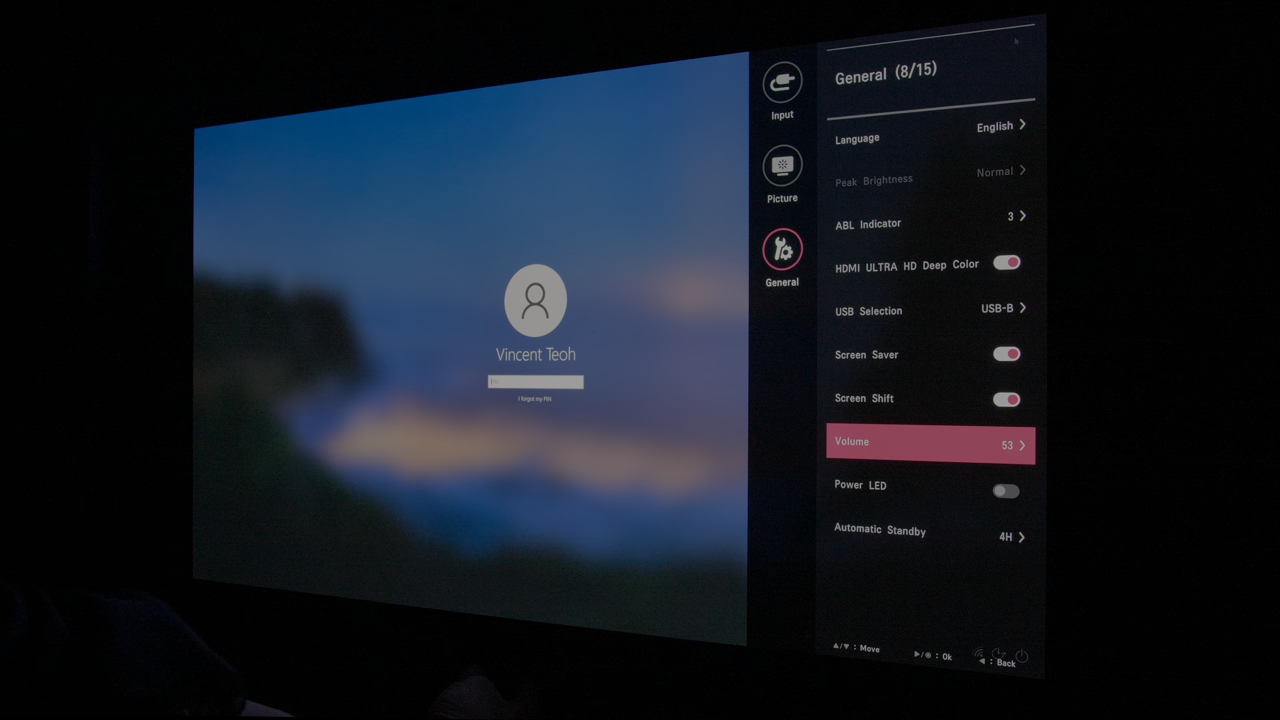 Vincent Teoh
I forgot my PIN
Input
Picture
General
General (8/15)
Language English
Peak Brightness Normal
ABL Indicator 3
HDMI ULTRA HD Deep Color
USB Selection USB-B
Screen Saver
Screen Shift
Volume 53
Power LED
Automatic Standby 4H
▲/▼ : Move
▶/◉ : Ok
◀ : Back